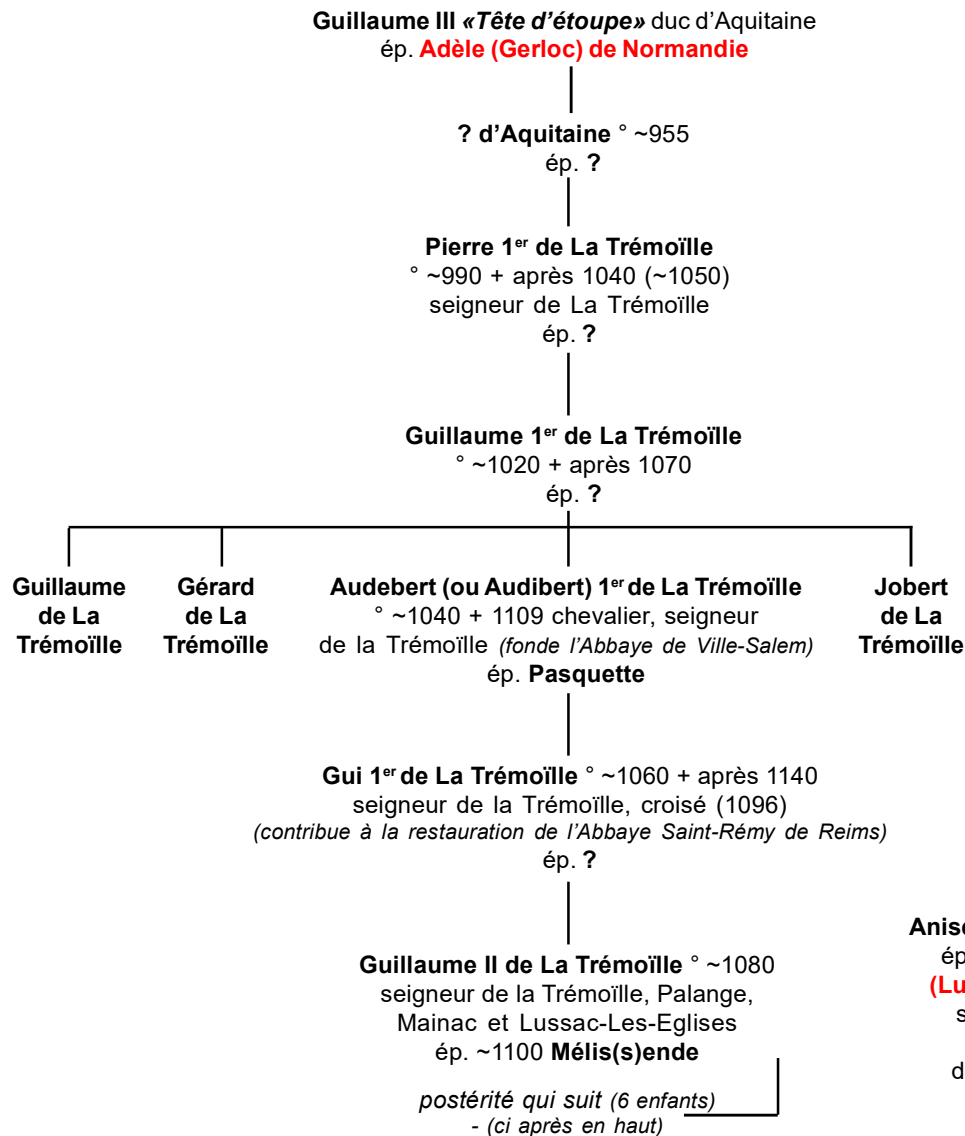 Guillaume III «Tête d’étoupe» duc d’Aquitaine
ép. Adèle (Gerloc) de Normandie
? d’Aquitaine ° ~955
ép. ?
Pierre 1er de La Trémoïlle
° ~990 + après 1040 (~1050)
seigneur de La Trémoïlle
ép. ?
Guillaume 1er de La Trémoïlle
° ~1020 + après 1070
ép. ?
Guillaume
de La
Trémoïlle
Gérard
de La
Trémoïlle
Audebert (ou Audibert) 1er de La Trémoïlle
° ~1040 + 1109 chevalier, seigneur
de la Trémoïlle (fonde l’Abbaye de Ville-Salem)
ép. Pasquette
Jobert
de La
Trémoïlle
Gui 1er de La Trémoïlle ° ~1060 + après 1140
seigneur de la Trémoïlle, croisé (1096)
(contribue à la restauration de l’Abbaye Saint-Rémy de Reims)
ép. ?
Guillaume II de La Trémoïlle ° ~1080
seigneur de la Trémoïlle, Palange,
Mainac et Lussac-Les-Eglises
ép. ~1100 Mélis(s)ende
postérité qui suit (6 enfants)
- (ci après en haut)